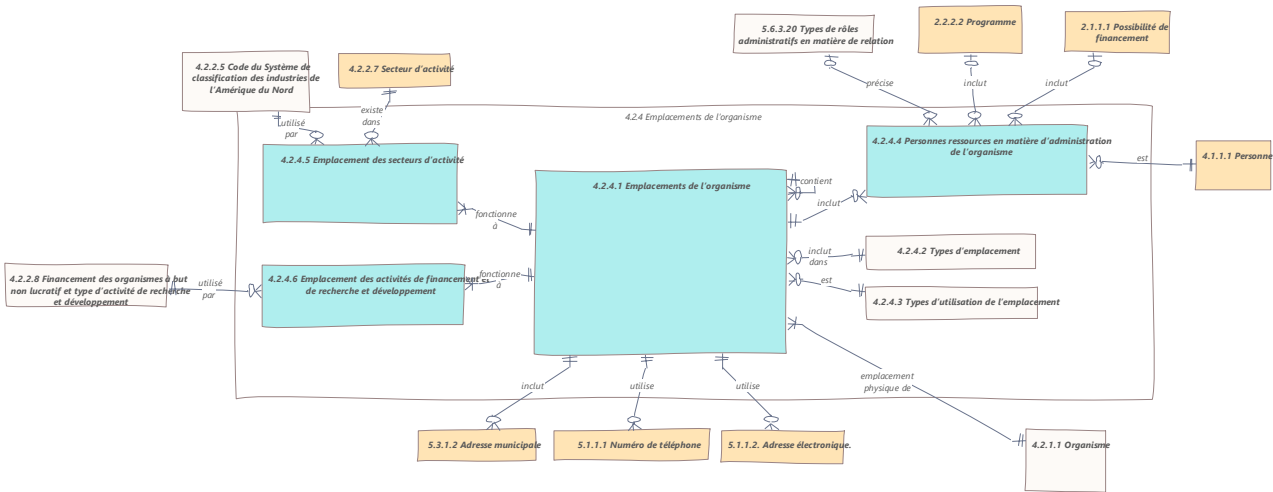 5.6.3.20 Types de rôles
administratifs en matière de relation
2.2.2.2 Programme
2.1.1.1 Possibilité de
financement
4.2.2.5 Code du Système de
classification des industries de
l'Amérique du Nord
4.2.2.7 Secteur d'activité
précise
inclut
inclut
existe
dans
utilisé
par
4.2.4 Emplacements de l'organisme
4.2.4.5 Emplacement des secteurs d'activité
4.2.4.4 Personnes ressources en matière d'administration
de l'organisme
est
4.1.1.1 Personne
4.2.4.1 Emplacements de l'organisme
contient
inclut
fonctionne
à
inclut
dans
4.2.4.2 Types d'emplacement
4.2.2.8 Financement des organismes à but
non lucratif et type d'activité de recherche
et développement
utilisé
par
4.2.4.6 Emplacement des activités de financement et
de recherche et développement
fonctionne
à
est
4.2.4.3 Types d'utilisation de l'emplacement
inclut
utilise
utilise
emplacement
physique de
5.3.1.2 Adresse municipale
5.1.1.1 Numéro de téléphone
5.1.1.2. Adresse électronique.
4.2.1.1 Organisme